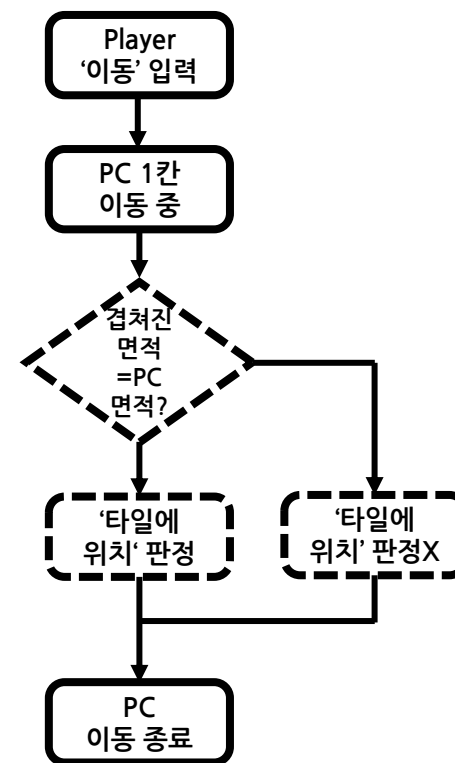 Player
‘이동’ 입력
PC 1칸
이동 중
겹쳐진
면적
=PC
면적?
‘타일에
위치‘ 판정
‘타일에
위치’ 판정X
PC
이동 종료